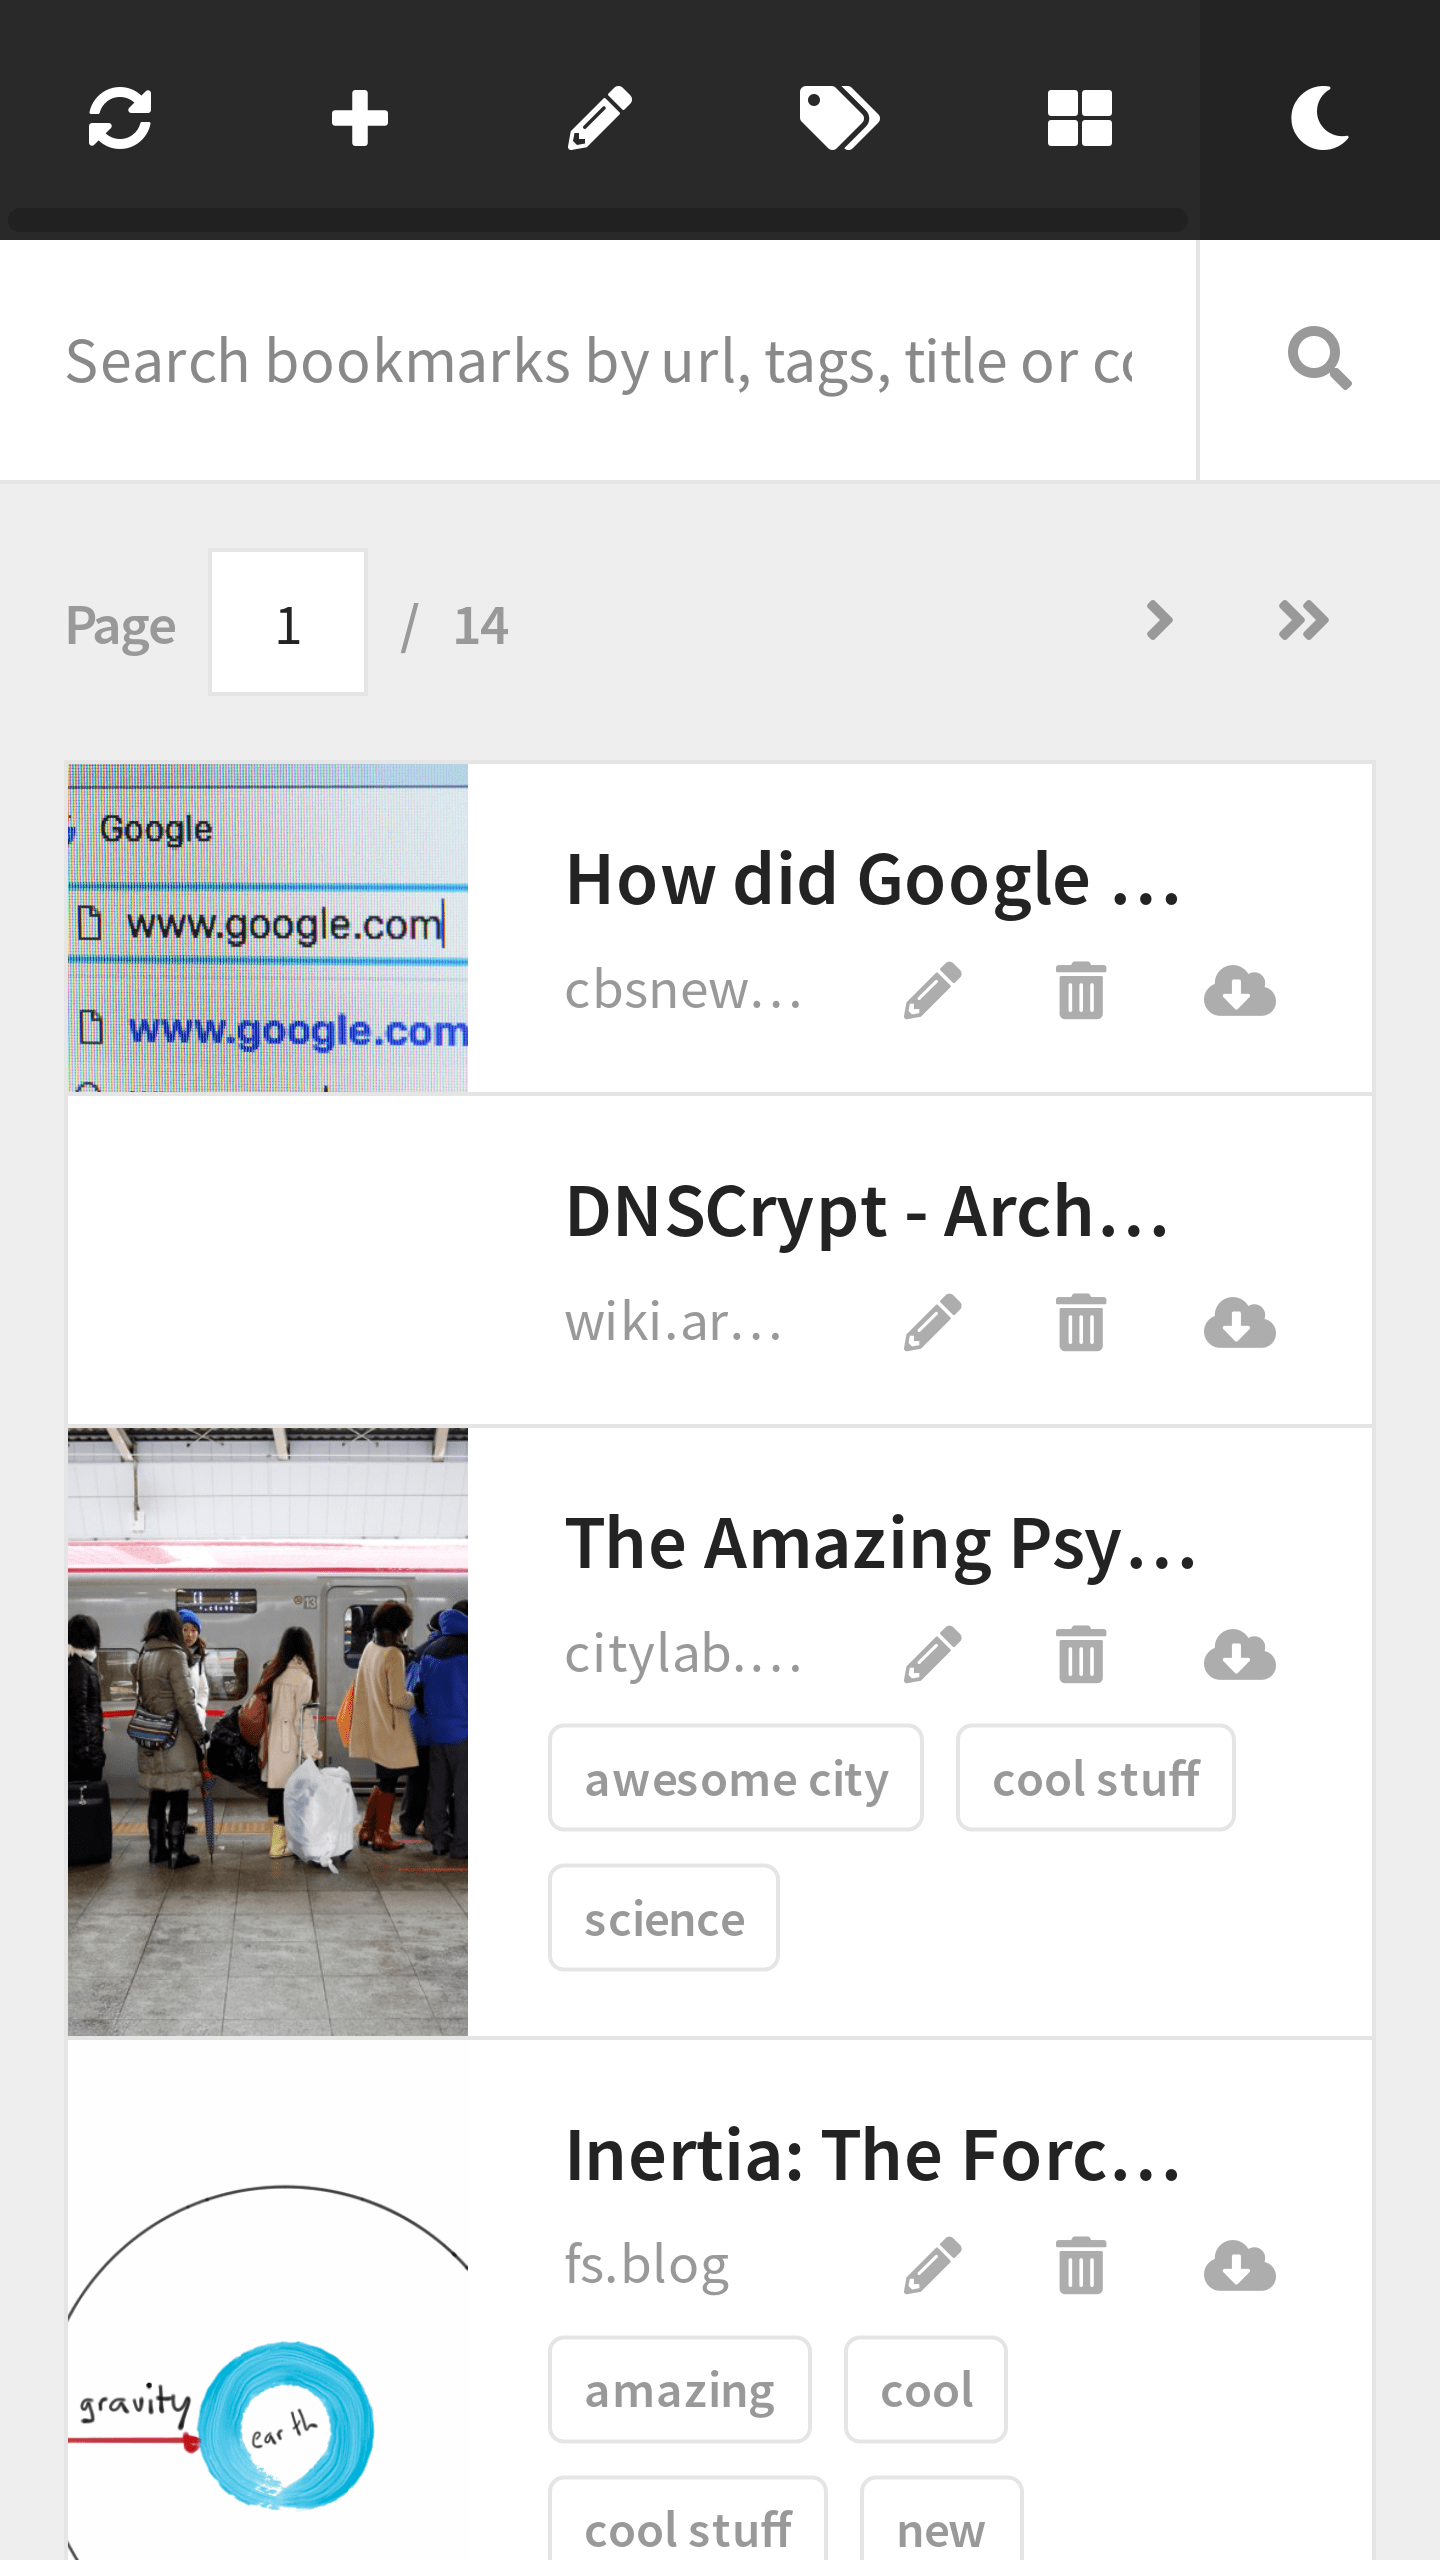 Search bookmarks by url, tags, title or co
Page 1 / 14
Google
www.google.com
www.google.com
How did Google ...
cbsnew...
DNSCrypt - Arch...
wiki.ar...
The Amazing Psy...
citylab....
awesome city cool stuff
science
Inertia: The Forc...
fs.blog
amazing cool
cool stuff new
gravity
earth